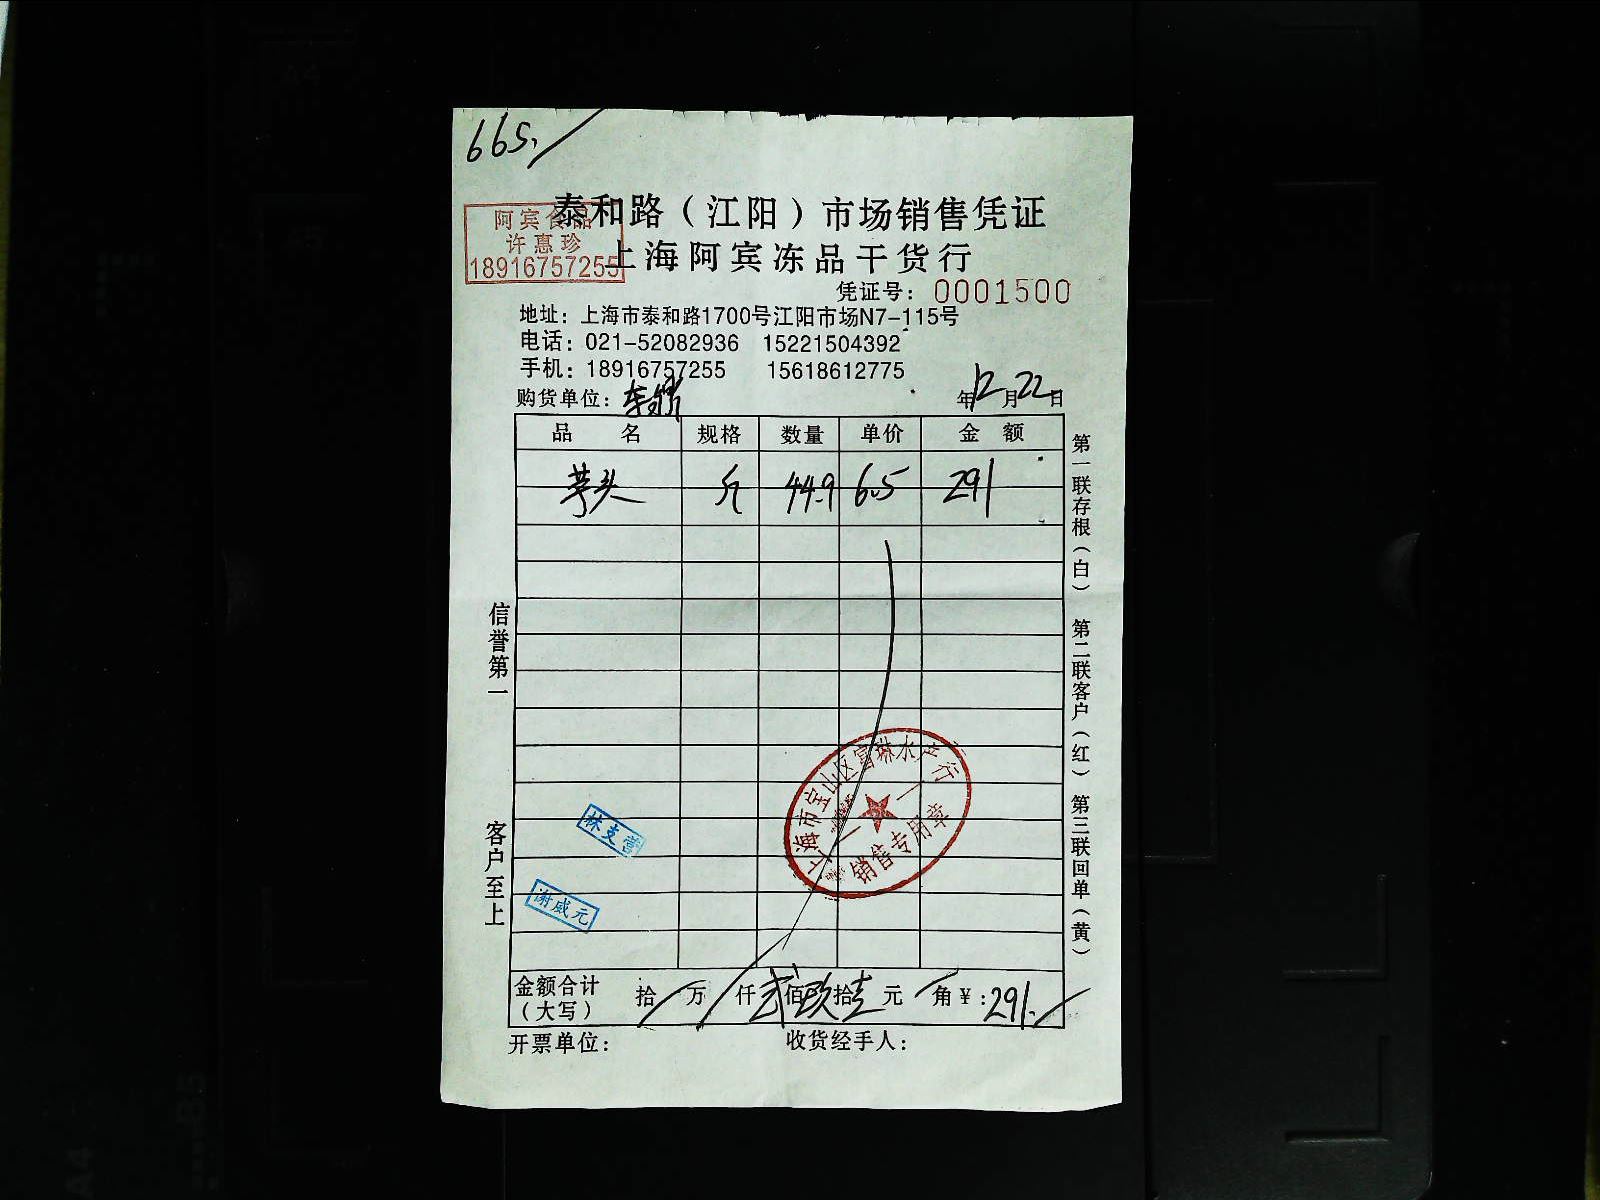 665.
泰和路（江阳）市场销售凭证
阿宾食品
许惠珍
18916757255
上海阿宾冻品干货行
凭证号：0001500
地址：上海市泰和路1700号江阳市场N7-115号
电话：021-52082936 15221504392
手机：18916757255 15618612775
购货单位：
年12月22日
品 名 规格 数量 单价 金 额
芋头 斤 44.9 6.5 291
第一联存根（白） 第二联客户（红） 第三联回单（黄）
信誉第一
客户至上
上海市宝山区富琳水产行
销售专用章
林支营
谢威元
金额合计（大写） 拾 万 仟 贰佰玖拾壹元 角￥：291.
开票单位：
收货经手人：